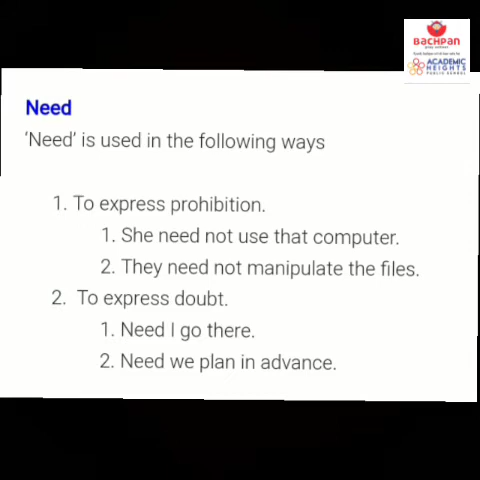 BACHPAN
ACADEMIC
HEIGHTS
PUBLIC SCHOOL
Need
‘Need’ is used in the following ways
1. To express prohibition.
1. She need not use that computer.
2. They need not manipulate the files.
2. To express doubt.
1. Need I go there.
2. Need we plan in advance.